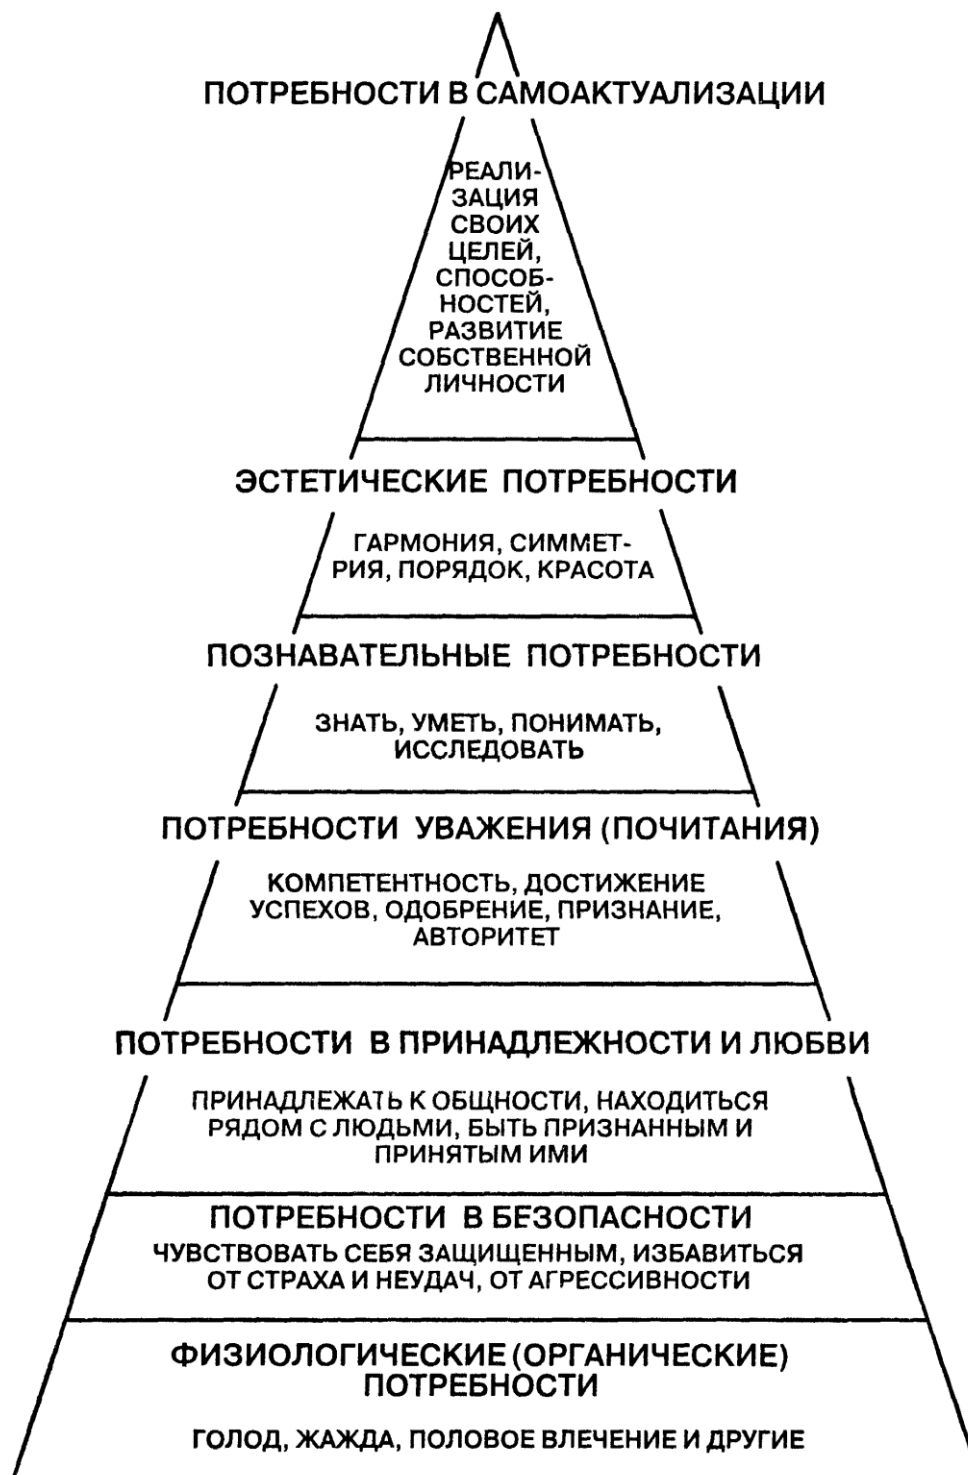 ПОТРЕБНОСТИ В САМОАКТУАЛИЗАЦИИ
РЕАЛИ-
ЗАЦИЯ
СВОИХ
ЦЕЛЕЙ,
СПОСОБ-
НОСТЕЙ,
РАЗВИТИЕ
СОБСТВЕННОЙ
ЛИЧНОСТИ
ЭСТЕТИЧЕСКИЕ ПОТРЕБНОСТИ
ГАРМОНИЯ, СИММЕТ-
РИЯ, ПОРЯДОК, КРАСОТА
ПОЗНАВАТЕЛЬНЫЕ ПОТРЕБНОСТИ
ЗНАТЬ, УМЕТЬ, ПОНИМАТЬ,
ИССЛЕДОВАТЬ
ПОТРЕБНОСТИ УВАЖЕНИЯ (ПОЧИТАНИЯ)
КОМПЕТЕНТНОСТЬ, ДОСТИЖЕНИЕ
УСПЕХОВ, ОДОБРЕНИЕ, ПРИЗНАНИЕ,
АВТОРИТЕТ
ПОТРЕБНОСТИ В ПРИНАДЛЕЖНОСТИ И ЛЮБВИ
ПРИНАДЛЕЖАТЬ К ОБЩНОСТИ, НАХОДИТЬСЯ
РЯДОМ С ЛЮДЬМИ, БЫТЬ ПРИЗНАННЫМ И
ПРИНЯТЫМ ИМИ
ПОТРЕБНОСТИ В БЕЗОПАСНОСТИ
ЧУВСТВОВАТЬ СЕБЯ ЗАЩИЩЕННЫМ, ИЗБАВИТЬСЯ
ОТ СТРАХА И НЕУДАЧ, ОТ АГРЕССИВНОСТИ
ФИЗИОЛОГИЧЕСКИЕ (ОРГАНИЧЕСКИЕ)
ПОТРЕБНОСТИ
ГОЛОД, ЖАЖДА, ПОЛОВОЕ ВЛЕЧЕНИЕ И ДРУГИЕ